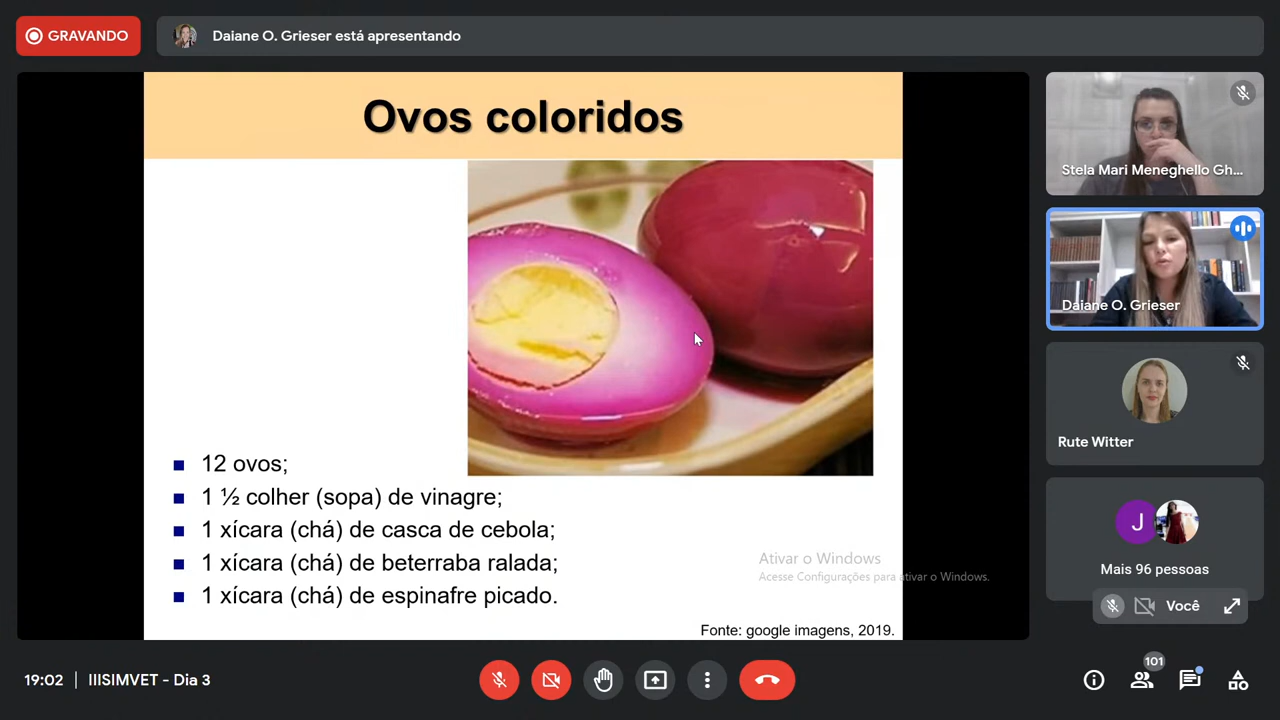 GRAVANDO
Daiane O. Grieser está apresentando
Ovos coloridos
12 ovos;
1 ½ colher (sopa) de vinagre;
1 xícara (chá) de casca de cebola;
1 xícara (chá) de beterraba ralada;
1 xícara (chá) de espinafre picado.
Ativar o Windows
Acesse Configurações para ativar o Windows.
Fonte: google imagens, 2019.
Stela Mari Meneghello Gh...
Daiane O. Grieser
Rute Witter
J
Mais 96 pessoas
Você
19:02 | IIISIMVET - Dia 3
101